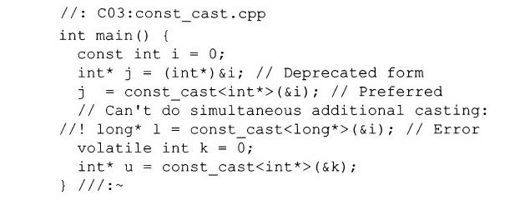 //: C03:const_cast.cpp
int main() {
  const int i = 0;
  int* j = (int*)&i; // Deprecated form
  j  = const_cast<int*>(&i); // Preferred
  // Can't do simultaneous additional casting:
//! long* l = const_cast<long*>(&i); // Error
  volatile int k = 0;
  int* u = const_cast<int*>(&k);
} ///:~